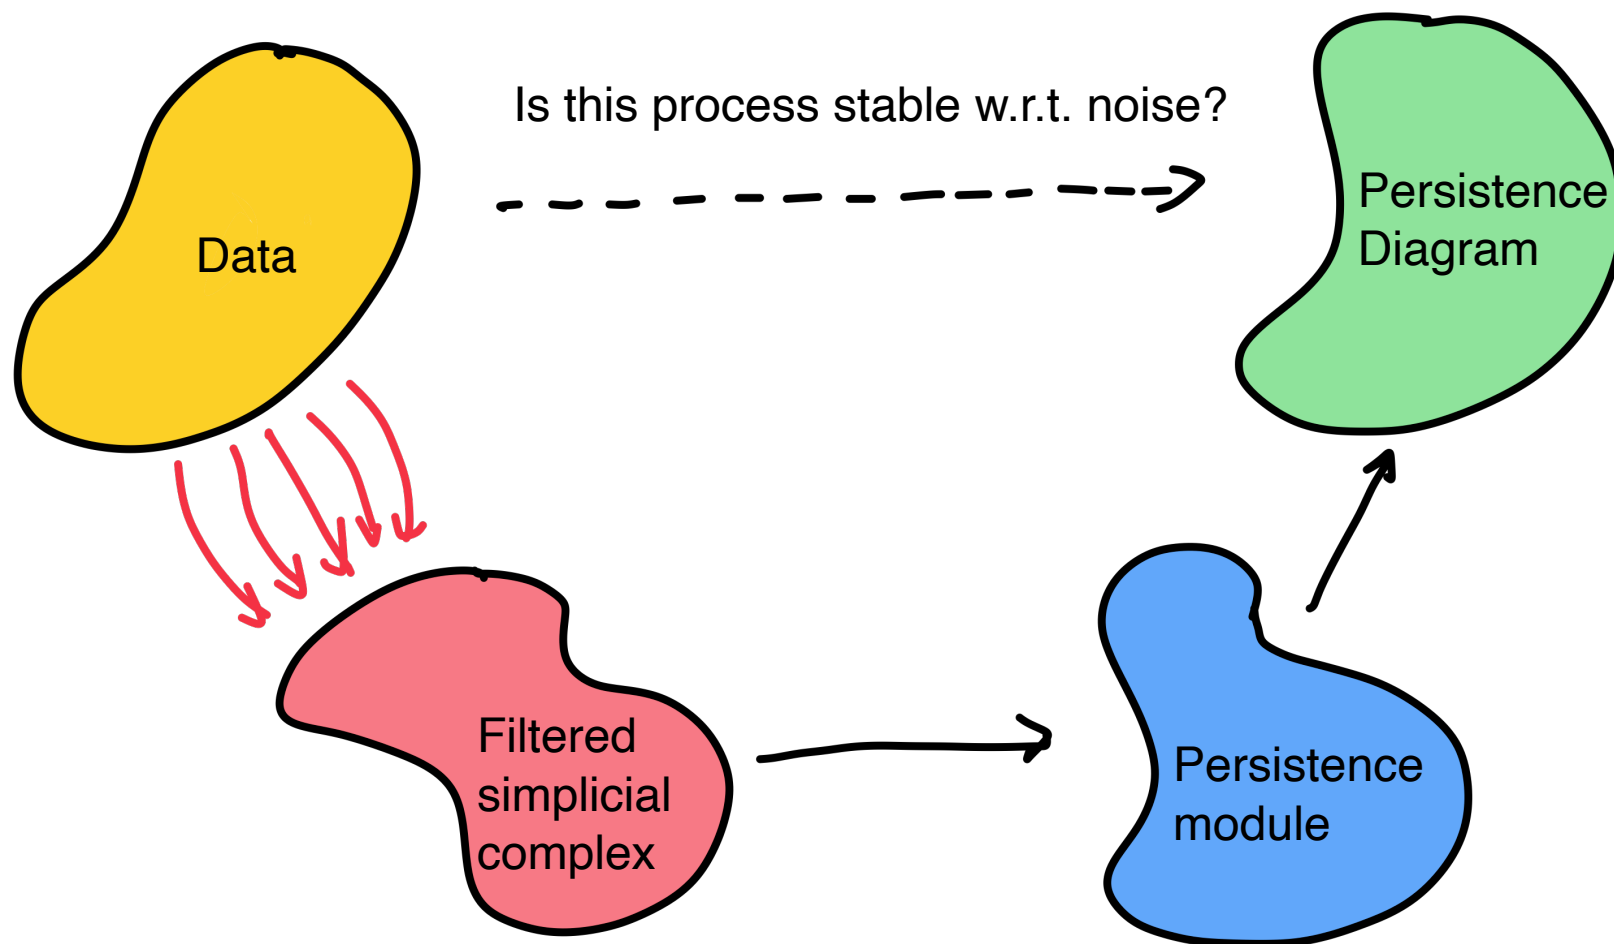 Is this process stable w.r.t. noise?
Data
Persistence
Diagram
Filtered
simplicial
complex
Persistence
module